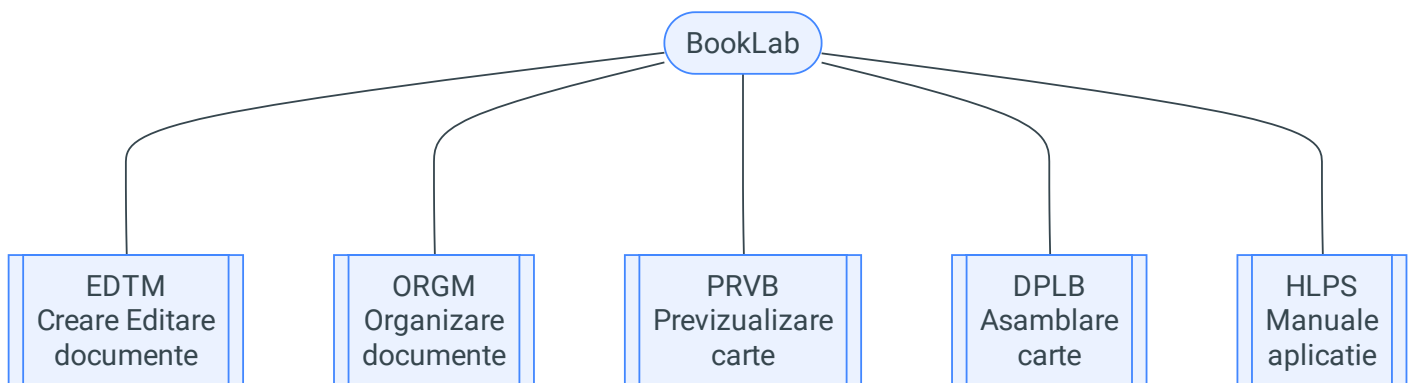 BookLab
EDTM
Creare Editare
documente
ORGM
Organizare
documente
PRVB
Previzualizare
carte
DPLB
Asamblare
carte
HLPS
Manuale
aplicatie